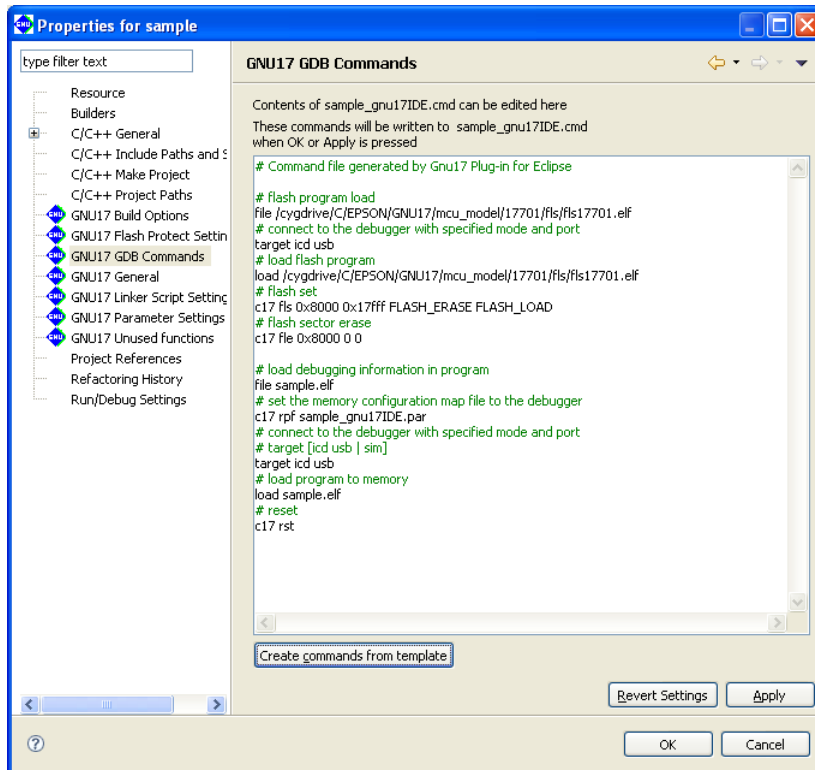 Properties for sample
type filter text
Resource
Builders
C/C++ General
C/C++ Include Paths and S
C/C++ Make Project
C/C++ Project Paths
GNU17 Build Options
GNU17 Flash Protect Settin
GNU17 GDB Commands
GNU17 General
GNU17 Linker Script Setting
GNU17 Parameter Settings
GNU17 Unused functions
Project References
Refactoring History
Run/Debug Settings
GNU17 GDB Commands
Contents of sample_gnu17IDE.cmd can be edited here
These commands will be written to  sample_gnu17IDE.cmd
when OK or Apply is pressed
# Command file generated by Gnu17 Plug-in for Eclipse
# flash program load
file /cygdrive/C/EPSON/GNU17/mcu_model/17701/fls/fls17701.elf
# connect to the debugger with specified mode and port
target icd usb
# load flash program
load /cygdrive/C/EPSON/GNU17/mcu_model/17701/fls/fls17701.elf
# flash set
c17 fls 0x8000 0x17fff FLASH_ERASE FLASH_LOAD
# flash sector erase
c17 fle 0x8000 0 0
# load debugging information in program
file sample.elf
# set the memory configuration map file to the debugger
c17 rpf sample_gnu17IDE.par
# connect to the debugger with specified mode and port
# target [icd usb | sim]
target icd usb
# load program to memory
load sample.elf
# reset
c17 rst
Create commands from template
Revert Settings
Apply
OK
Cancel